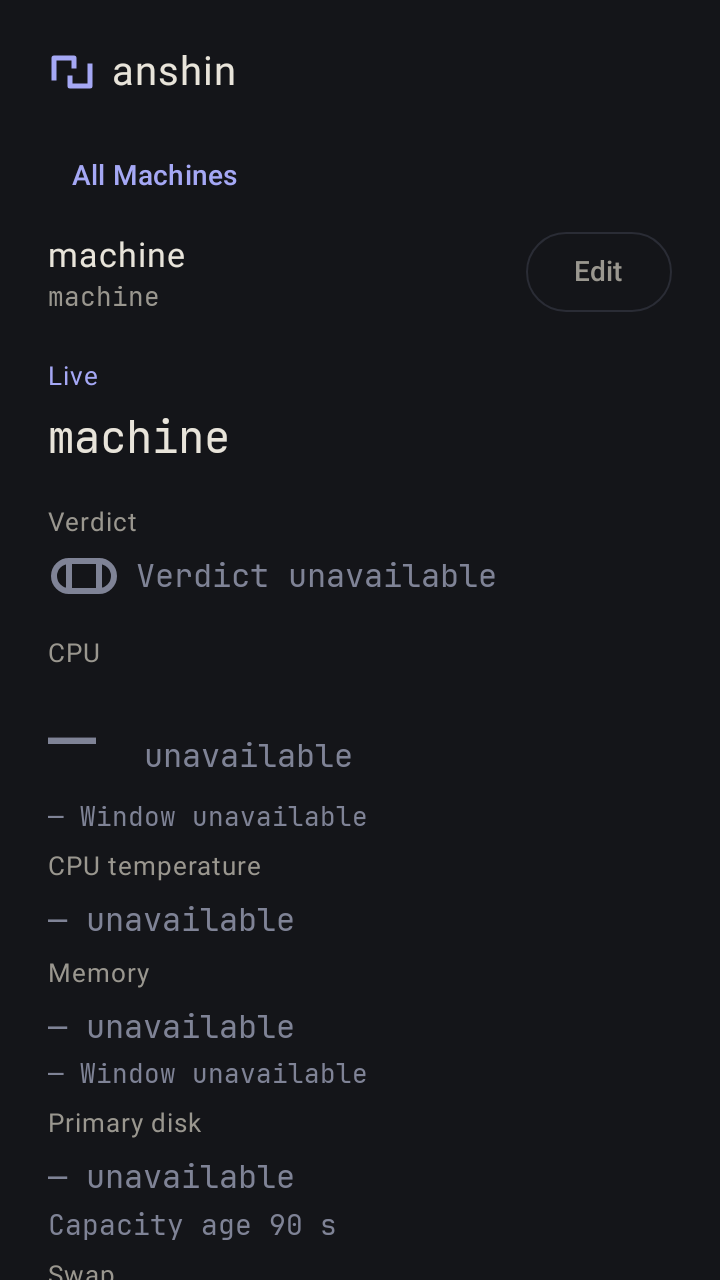 anshin
All Machines
machine
machine
Edit
Live
machine
Verdict
Verdict unavailable
CPU
— unavailable
— Window unavailable
CPU temperature
— unavailable
Memory
— unavailable
— Window unavailable
Primary disk
— unavailable
Capacity age 90 s
Swap